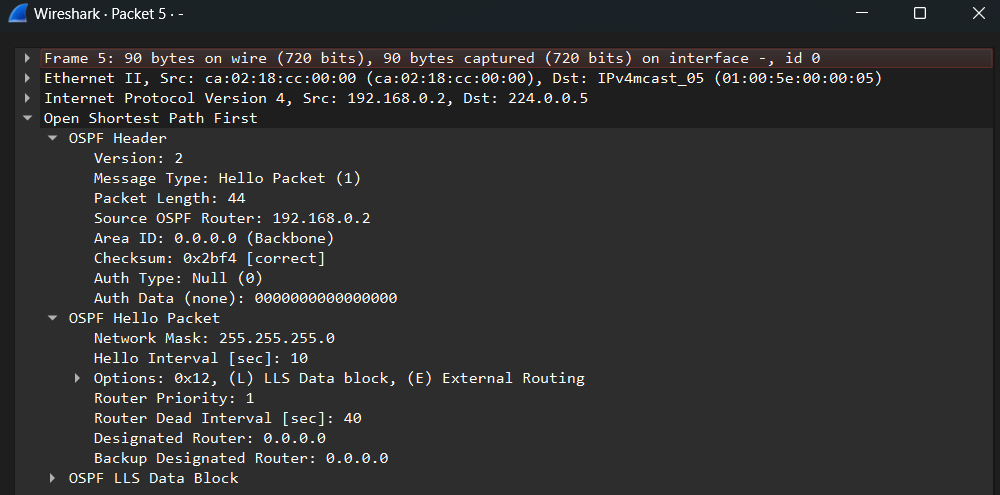 Wireshark · Packet 5 · -
Frame 5: 90 bytes on wire (720 bits), 90 bytes captured (720 bits) on interface -, id 0
Ethernet II, Src: ca:02:18:cc:00:00 (ca:02:18:cc:00:00), Dst: IPv4mcast_05 (01:00:5e:00:00:05)
Internet Protocol Version 4, Src: 192.168.0.2, Dst: 224.0.0.5
Open Shortest Path First
OSPF Header
Version: 2
Message Type: Hello Packet (1)
Packet Length: 44
Source OSPF Router: 192.168.0.2
Area ID: 0.0.0.0 (Backbone)
Checksum: 0x2bf4 [correct]
Auth Type: Null (0)
Auth Data (none): 0000000000000000
OSPF Hello Packet
Network Mask: 255.255.255.0
Hello Interval [sec]: 10
Options: 0x12, (L) LLS Data block, (E) External Routing
Router Priority: 1
Router Dead Interval [sec]: 40
Designated Router: 0.0.0.0
Backup Designated Router: 0.0.0.0
OSPF LLS Data Block